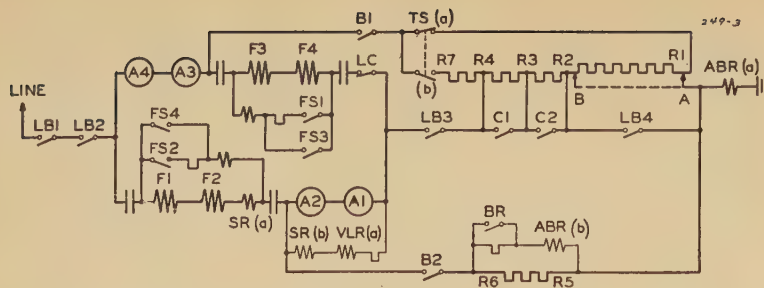 249-3
B1 TS (a)
F3 F4 R7 R4 R3 R2 R1
A4 A3 LC ABR (a)
(b)
LINE
B A
FS4 FS1
LB1 LB2 LB3 C1 C2 LB4
FS3
FS2
F1 F2
A2 A1
SR (a) BR
SR (b) VLR (a) ABR (b)
B2
R6 R5